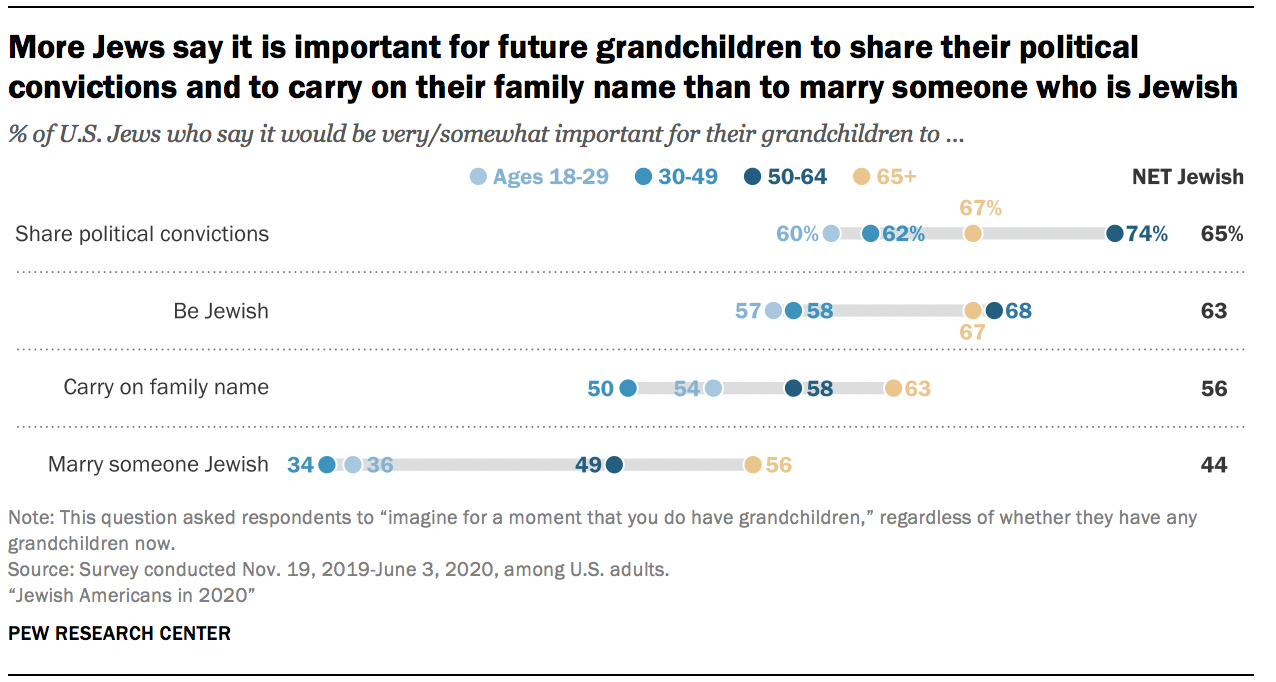 More Jews say it is important for future grandchildren to share their political
convictions and to carry on their family name than to marry someone who is Jewish
% of U.S. Jews who say it would be very/somewhat important for their grandchildren to ...
Ages 18-29 30-49 50-64 65+ NET Jewish
67%
Share political convictions 60% 62% 74% 65%
Be Jewish 57 58 68 63
67
Carry on family name 50 54 58 63 56
Marry someone Jewish 34 36 49 56 44
Note: This question asked respondents to “imagine for a moment that you do have grandchildren,” regardless of whether they have any
grandchildren now.
Source: Survey conducted Nov. 19, 2019-June 3, 2020, among U.S. adults.
“Jewish Americans in 2020”
PEW RESEARCH CENTER